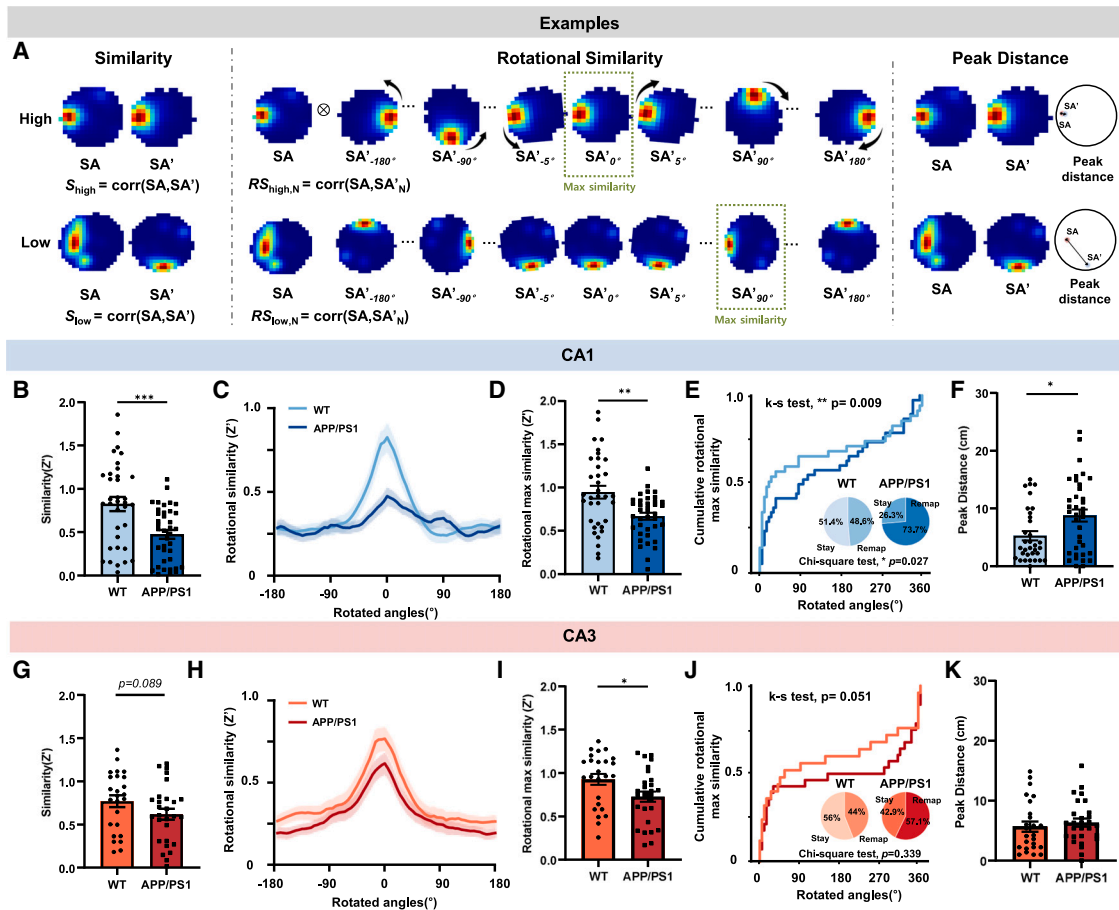 Examples
A
Similarity
Rotational Similarity
Peak Distance
High
⊗
...
...
...
...
SA
SA'
SA
SA'-180°
SA'-90°
SA'-5°
SA'0°
SA'5°
SA'90°
SA'180°
SA
SA'
SA'
SA
Peak
distance
Shigh = corr(SA,SA')
RShigh,N = corr(SA,SA'N)
Max similarity
Low
...
...
...
...
SA
SA'
SA
SA'-180°
SA'-90°
SA'-5°
SA'0°
SA'5°
SA'90°
SA'180°
SA
SA'
SA
SA'
Peak
distance
Slow = corr(SA,SA')
RSlow,N = corr(SA,SA'N)
Max similarity
CA1
B
***
Similarity(Z')
2.0
1.5
1.0
0.5
0.0
WT
APP/PS1
C
WT
APP/PS1
Rotational similarity (Z')
1.0
0.5
0
-180
-90
0
90
180
Rotated angles(°)
D
**
Rotational max similarity (Z')
2.0
1.5
1.0
0.5
0.0
WT
APP/PS1
E
k-s test, ** p= 0.009
Cumulative rotational
max similarity
1.0
0.5
0
WT
APP/PS1
51.4%
48,6%
Stay
26.3%
Remap
73.7%
Stay
Remap
Chi-square test, * p=0.027
0
90
180
270
360
Rotated angles(°)
F
*
Peak Distance (cm)
30
20
10
0
WT
APP/PS1
CA3
G
p=0.089
Similarity(Z')
2.0
1.5
1.0
0.5
0.0
WT
APP/PS1
H
WT
APP/PS1
Rotational similarity (Z')
1.0
0.5
0
-180
-90
0
90
180
Rotated angles(°)
I
*
Rotational max similarity (Z')
2.0
1.5
1.0
0.5
0.0
WT
APP/PS1
J
k-s test, p= 0.051
Cumulative rotational
max similarity
1.0
0.5
0
WT
APP/PS1
56%
44%
Stay
42.9%
Remap
57.1%
Stay
Remap
Chi-square test, p=0,339
0
90
180
270
360
Rotated angles(°)
K
Peak Distance (cm)
30
20
10
0
WT
APP/PS1